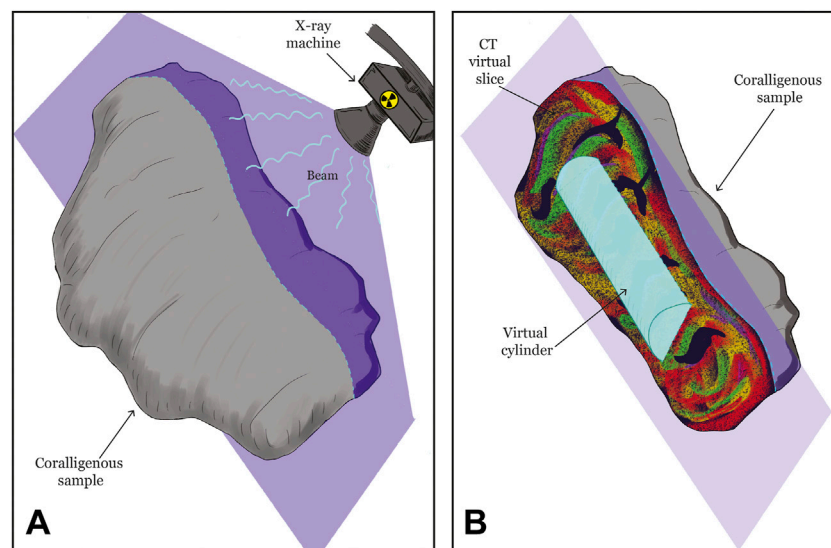 X-ray
machine
Beam
Coralligenous
sample
A
CT
virtual
slice
Coralligenous
sample
Virtual
cylinder
B